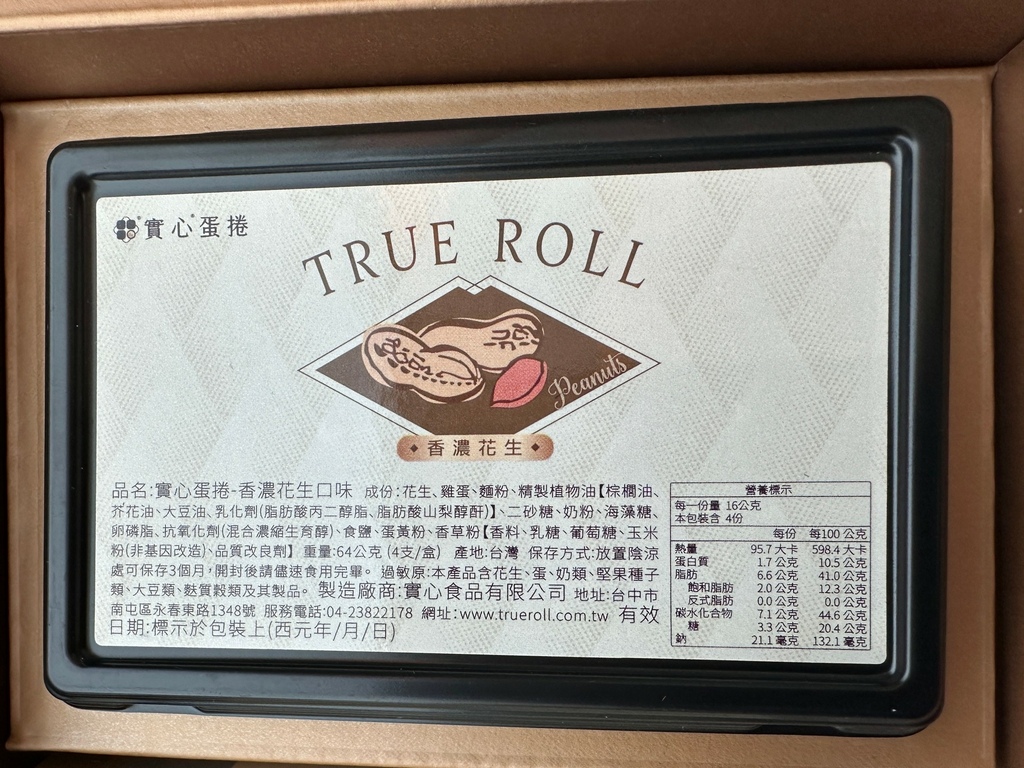 實心蛋捲
TRUE ROLL
Peanuts
香濃花生
品名:實心蛋捲-香濃花生口味 成份:花生、雞蛋、麵粉、精製植物油【棕櫚油、
芥花油、大豆油、乳化劑(脂肪酸丙二醇脂、脂肪酸山梨醇酐)】、二砂糖、奶粉、海藻糖、
卵磷脂、抗氧化劑(混合濃縮生育醇)、食鹽、蛋黃粉、香草粉【香料、乳糖、葡萄糖、玉米
粉(非基因改造)、品質改良劑】 重量:64公克 (4支/盒) 產地:台灣 保存方式:放置陰涼
處可保存3個月,開封後請儘速食用完畢。 過敏原:本產品含花生、蛋、奶類、堅果種子
類、大豆類、麩質穀類及其製品。 製造廠商:實心食品有限公司 地址:台中市
南屯區永春東路1348號 服務電話:04-23822178 網址:www.trueroll.com.tw 有效
日期:標示於包裝上(西元年/月/日)
營養標示
每一份量 16公克
本包裝含 4份
每份 每100 公克
熱量 95.7 大卡 598.4 大卡
蛋白質 1.7 公克 10.5 公克
脂肪 6.6 公克 41.0 公克
飽和脂肪 2.0 公克 12.3 公克
反式脂肪 0.0 公克 0.0 公克
碳水化合物 7.1 公克 44.6 公克
糖 3.3 公克 20.4 公克
鈉 21.1 毫克 132.1 毫克